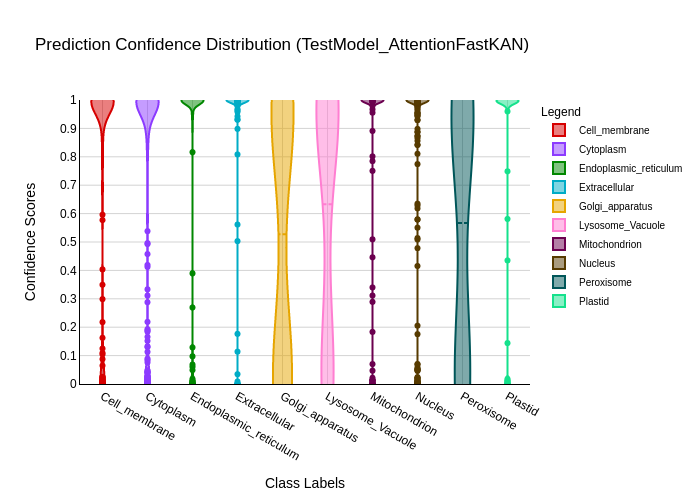 Prediction Confidence Distribution (TestModel_AttentionFastKAN)
Confidence Scores
1
0.9
0.8
0.7
0.6
0.5
0.4
0.3
0.2
0.1
0
Cell_membrane
Cytoplasm
Endoplasmic_reticulum
Extracellular
Golgi_apparatus
Lysosome_Vacuole
Mitochondrion
Nucleus
Peroxisome
Plastid
Class Labels
Legend
Cell_membrane
Cytoplasm
Endoplasmic_reticulum
Extracellular
Golgi_apparatus
Lysosome_Vacuole
Mitochondrion
Nucleus
Peroxisome
Plastid